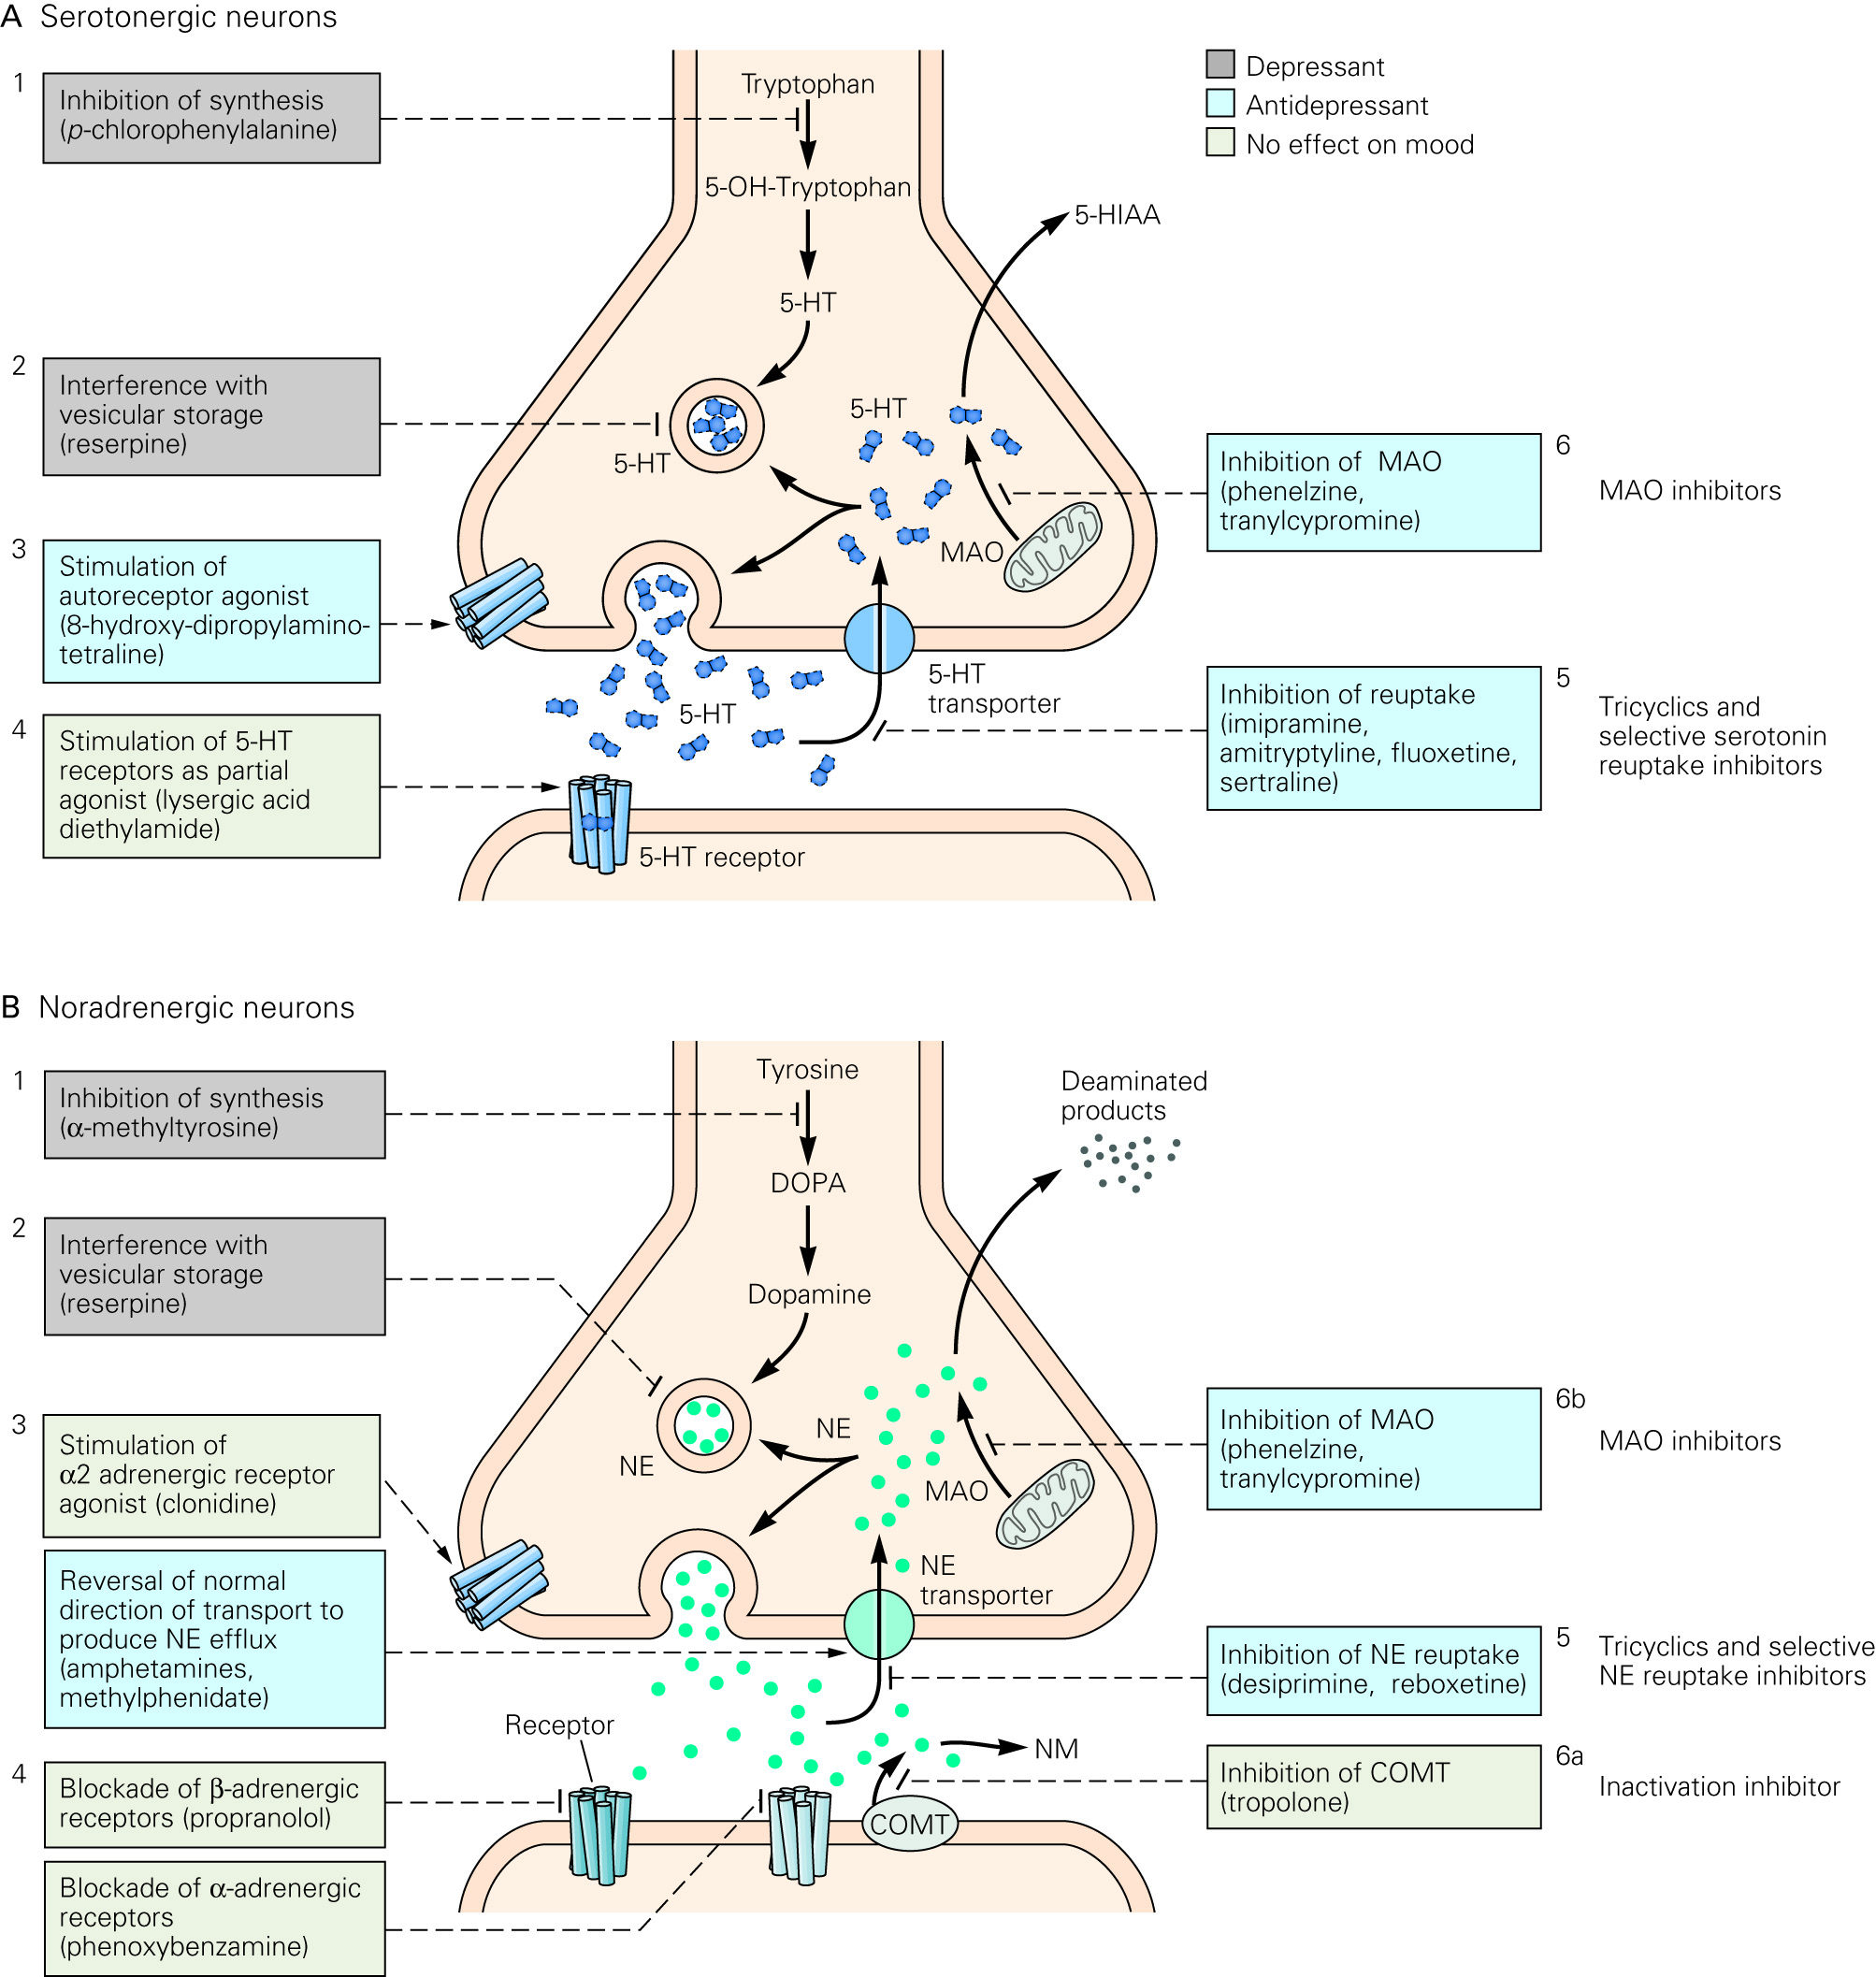 A Serotonergic neurons
1
Inhibition of synthesis
(p-chlorophenylalanine)
2
Interference with
vesicular storage
(reserpine)
3
Stimulation of
autoreceptor agonist
(8-hydroxy-dipropylamino-
tetraline)
4
Stimulation of 5-HT
receptors as partial
agonist (lysergic acid
diethylamide)
Tryptophan
5-OH-Tryptophan
5-HT
5-HT
5-HT
5-HIAA
MAO
5-HT
transporter
5-HT
5-HT receptor
Depressant
Antidepressant
No effect on mood
6
Inhibition of MAO
(phenelzine,
tranylcypromine)
MAO inhibitors
5
Inhibition of reuptake
(imipramine,
amitryptyline, fluoxetine,
sertraline)
Tricyclics and
selective serotonin
reuptake inhibitors
B Noradrenergic neurons
1
Inhibition of synthesis
(α-methyltyrosine)
2
Interference with
vesicular storage
(reserpine)
3
Stimulation of
α2 adrenergic receptor
agonist (clonidine)
Reversal of normal
direction of transport to
produce NE efflux
(amphetamines,
methylphenidate)
4
Blockade of β-adrenergic
receptors (propranolol)
Blockade of α-adrenergic
receptors
(phenoxybenzamine)
Tyrosine
DOPA
Dopamine
NE
NE
Deaminated
products
MAO
NE
transporter
Receptor
NM
COMT
6b
Inhibition of MAO
(phenelzine,
tranylcypromine)
MAO inhibitors
5
Inhibition of NE reuptake
(desiprimine, reboxetine)
Tricyclics and selective
NE reuptake inhibitors
6a
Inhibition of COMT
(tropolone)
Inactivation inhibitor